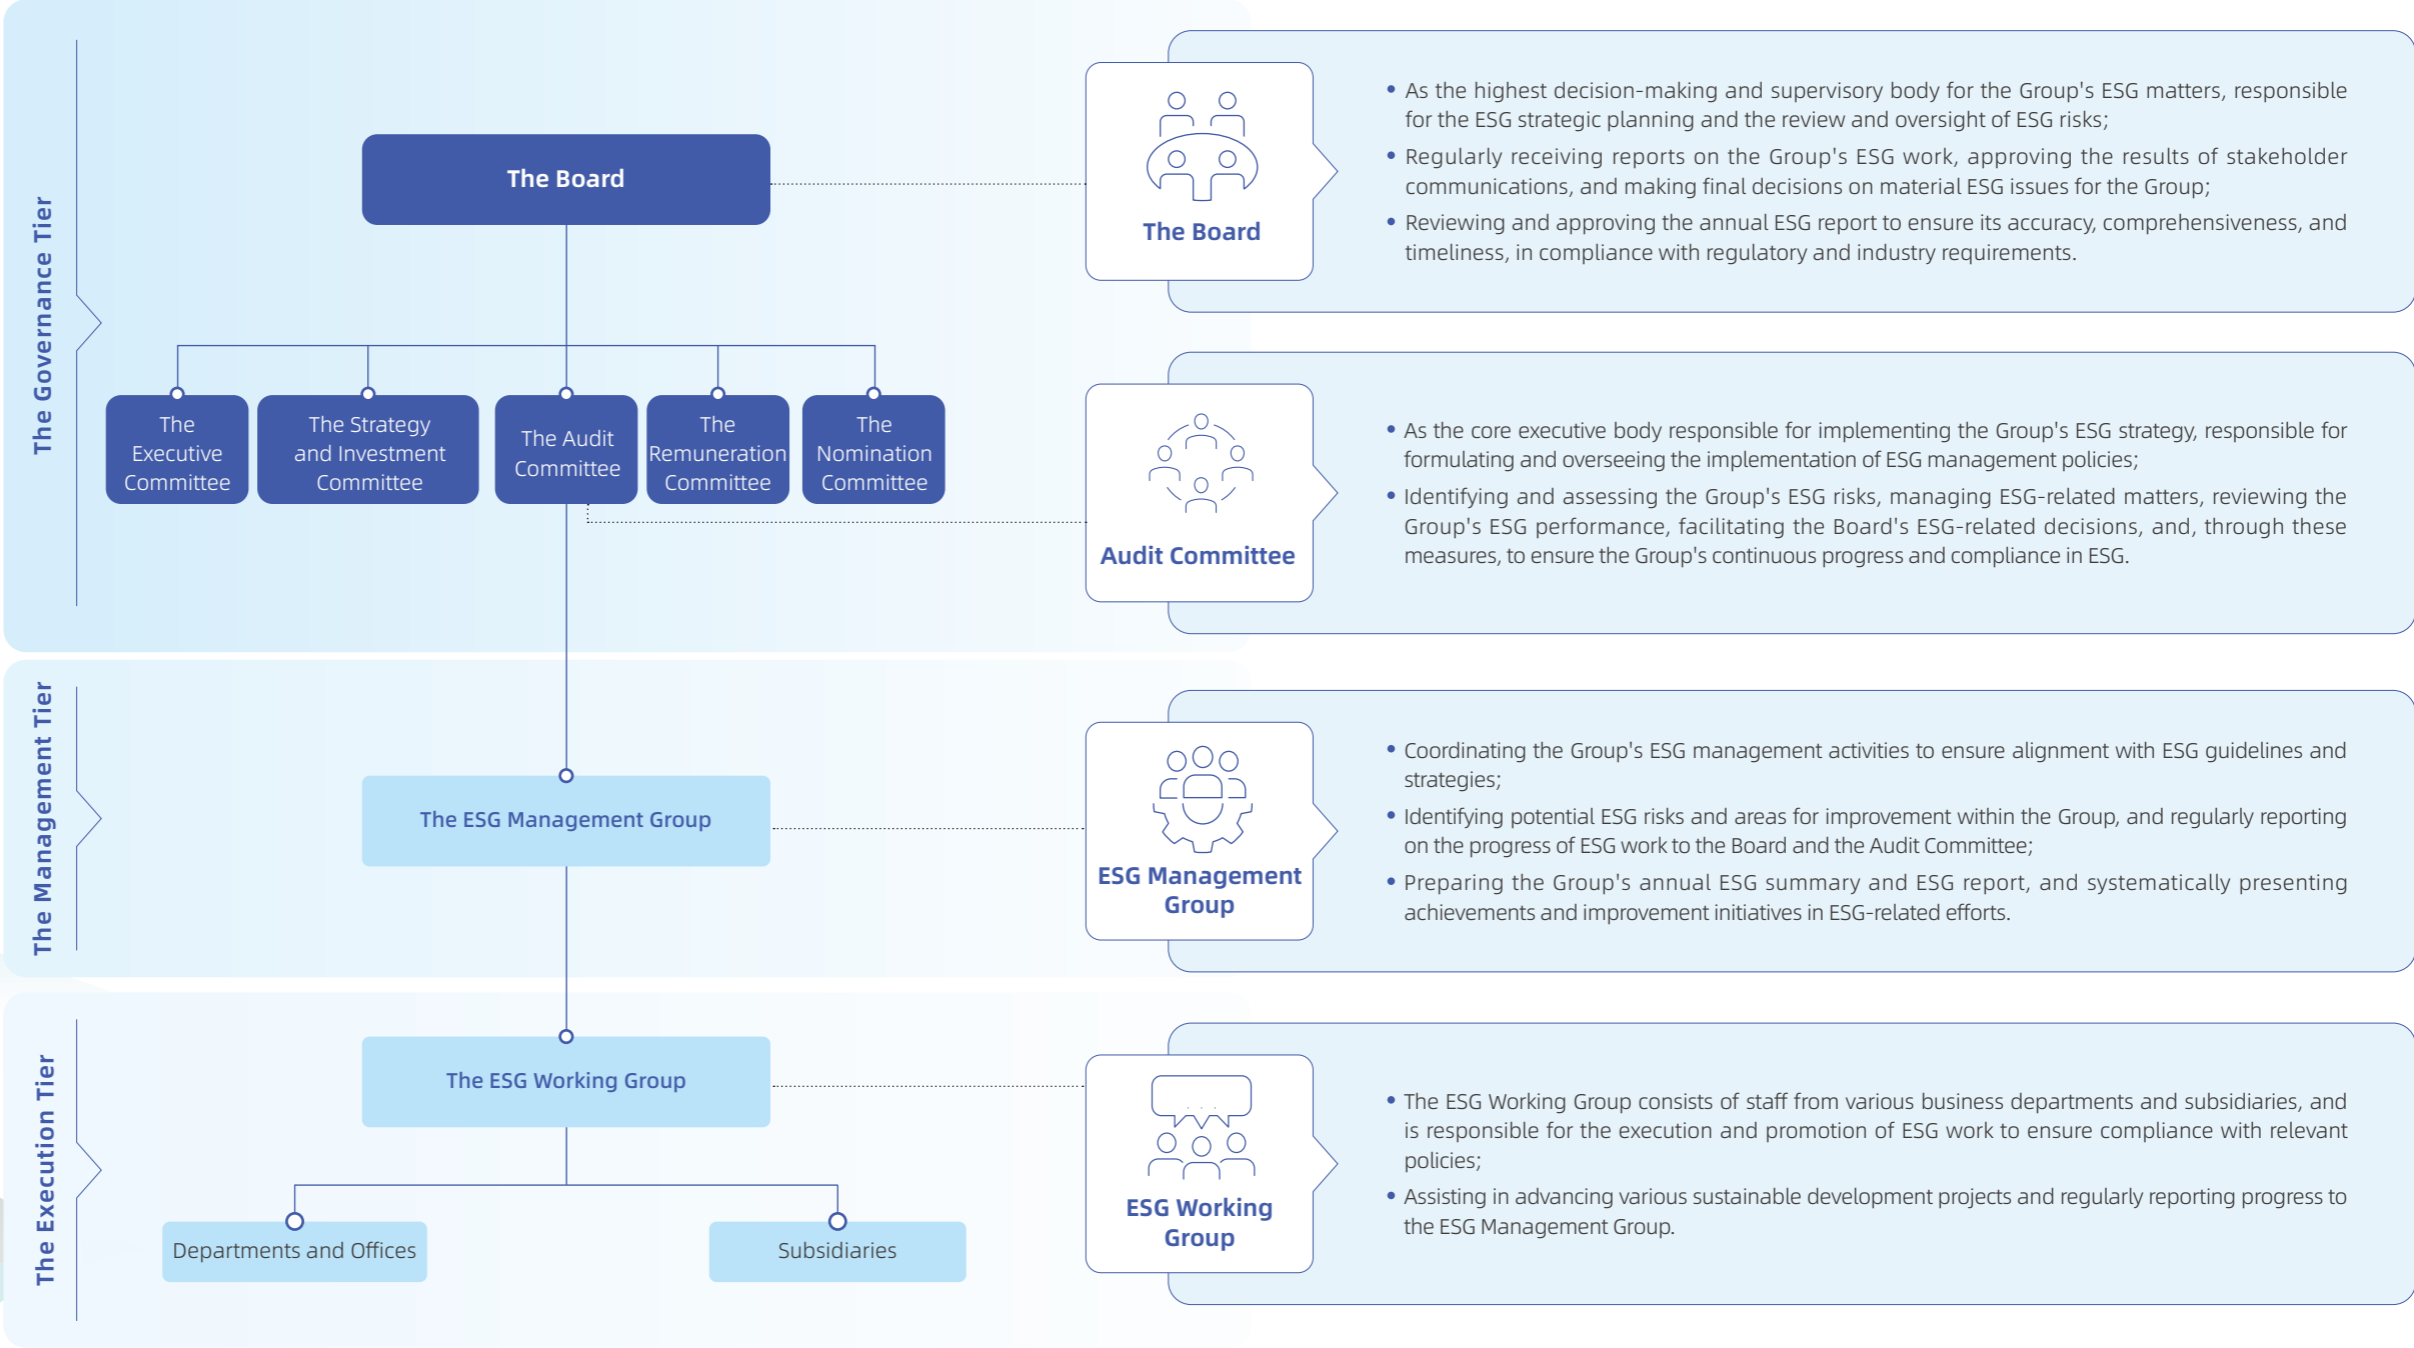 The Governance Tier
The Board
The
Executive
Committee
The Strategy
and Investment
Committee
The Audit
Committee
The
Remuneration
Committee
The
Nomination
Committee
The Board
• As the highest decision-making and supervisory body for the Group's ESG matters, responsible
for the ESG strategic planning and the review and oversight of ESG risks;
• Regularly receiving reports on the Group's ESG work, approving the results of stakeholder
communications, and making final decisions on material ESG issues for the Group;
• Reviewing and approving the annual ESG report to ensure its accuracy, comprehensiveness, and
timeliness, in compliance with regulatory and industry requirements.
Audit Committee
• As the core executive body responsible for implementing the Group's ESG strategy, responsible for
formulating and overseeing the implementation of ESG management policies;
• Identifying and assessing the Group's ESG risks, managing ESG-related matters, reviewing the
Group's ESG performance, facilitating the Board's ESG-related decisions, and, through these
measures, to ensure the Group's continuous progress and compliance in ESG.
The Management Tier
The ESG Management Group
ESG Management
Group
• Coordinating the Group's ESG management activities to ensure alignment with ESG guidelines and
strategies;
• Identifying potential ESG risks and areas for improvement within the Group, and regularly reporting
on the progress of ESG work to the Board and the Audit Committee;
• Preparing the Group's annual ESG summary and ESG report, and systematically presenting
achievements and improvement initiatives in ESG-related efforts.
The Execution Tier
The ESG Working Group
Departments and Offices
Subsidiaries
ESG Working
Group
• The ESG Working Group consists of staff from various business departments and subsidiaries, and
is responsible for the execution and promotion of ESG work to ensure compliance with relevant
policies;
• Assisting in advancing various sustainable development projects and regularly reporting progress to
the ESG Management Group.